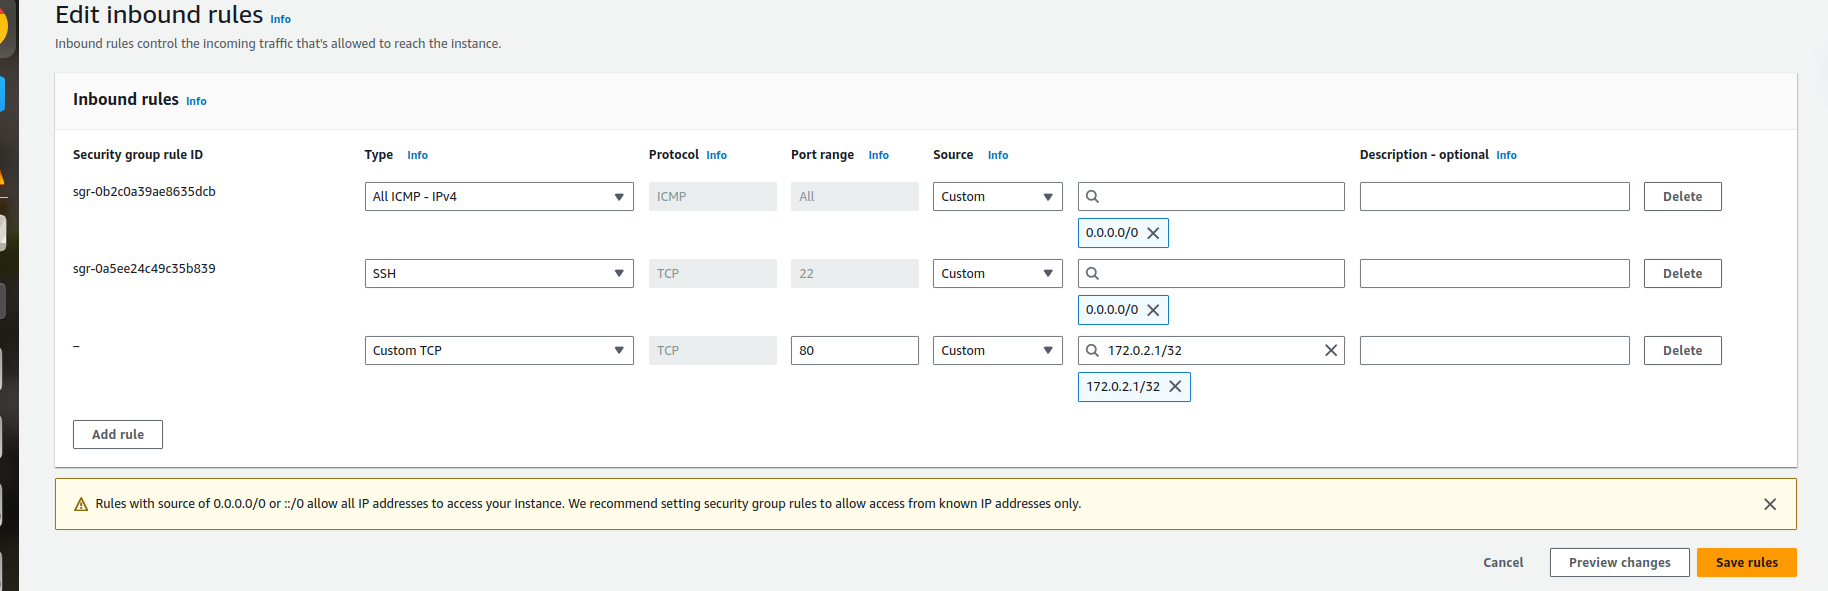 Edit inbound rules Info
Inbound rules control the incoming traffic that's allowed to reach the instance.
Inbound rules Info
Security group rule ID Type Info Protocol Info Port range Info Source Info Description - optional Info
sgr-0b2c0a39ae8635dcb All ICMP - IPv4 ICMP All Custom Delete
0.0.0.0/0
sgr-0a5ee24c49c35b839 SSH TCP 22 Custom Delete
0.0.0.0/0
– Custom TCP TCP 80 Custom 172.0.2.1/32 Delete
172.0.2.1/32
Add rule
Rules with source of 0.0.0.0/0 or ::/0 allow all IP addresses to access your instance. We recommend setting security group rules to allow access from known IP addresses only.
Cancel Preview changes Save rules